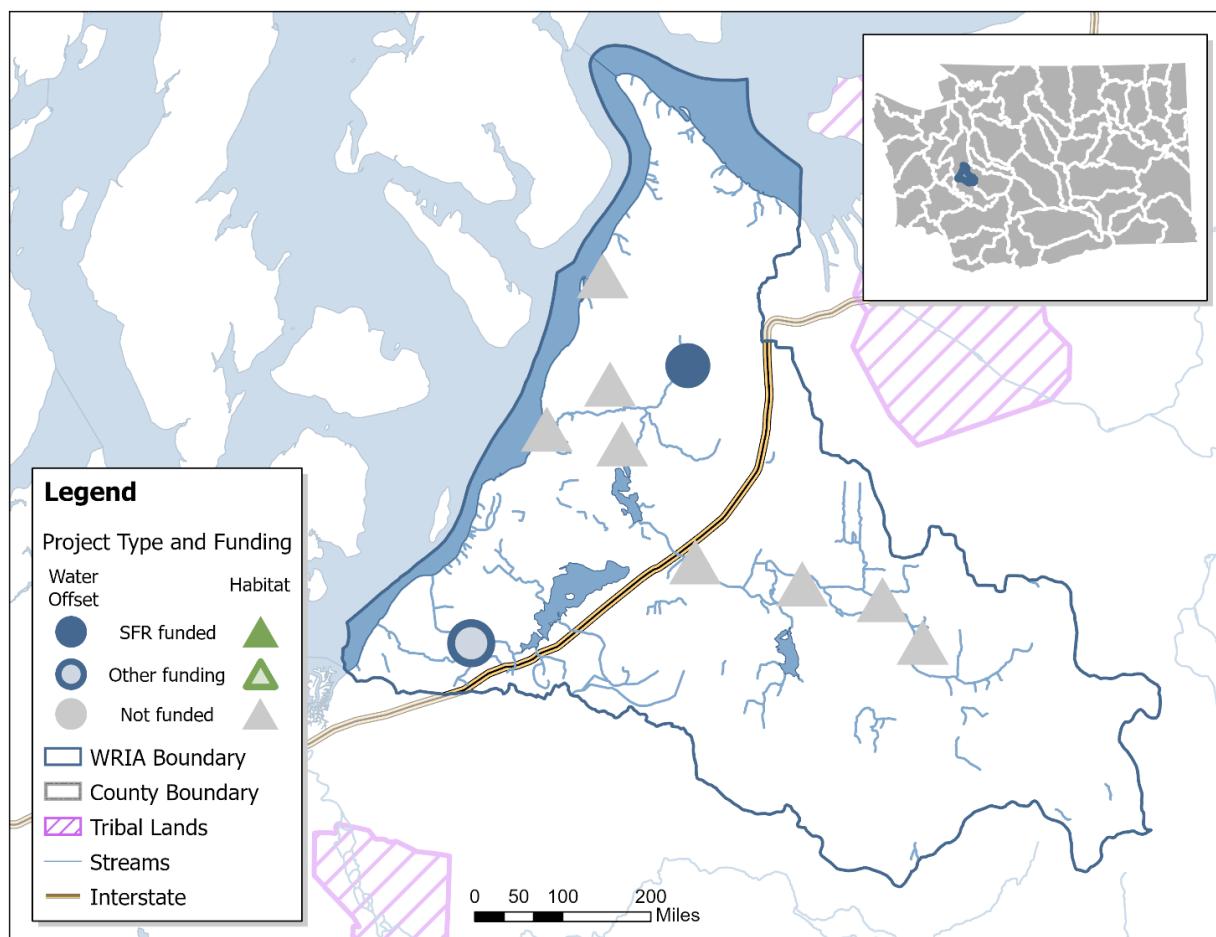 Legend
Project Type and Funding
Water
Offset
Habitat
SFR funded
Other funding
Not funded
WRIA Boundary
County Boundary
Tribal Lands
Streams
Interstate
0 50 100 200
Miles